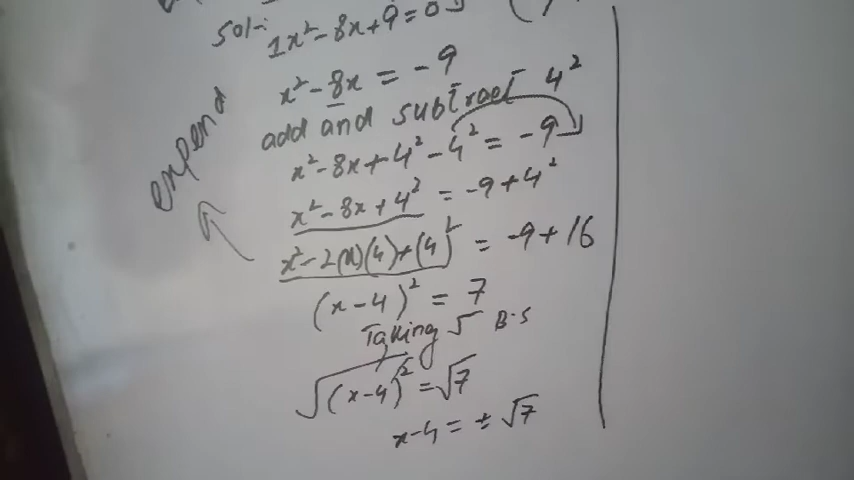 Sol:- 1x² - 8x + 9 = 0
x² - 8x = -9
add and subtract 4²
x² - 8x + 4² - 4² = -9
x² - 8x + 4² = -9 + 4²
expend
x² - 2(x)(4) + (4)² = -9 + 16
(x - 4)² = 7
Taking √ B.S
√(x-4)² = √7
x - 4 = ± √7